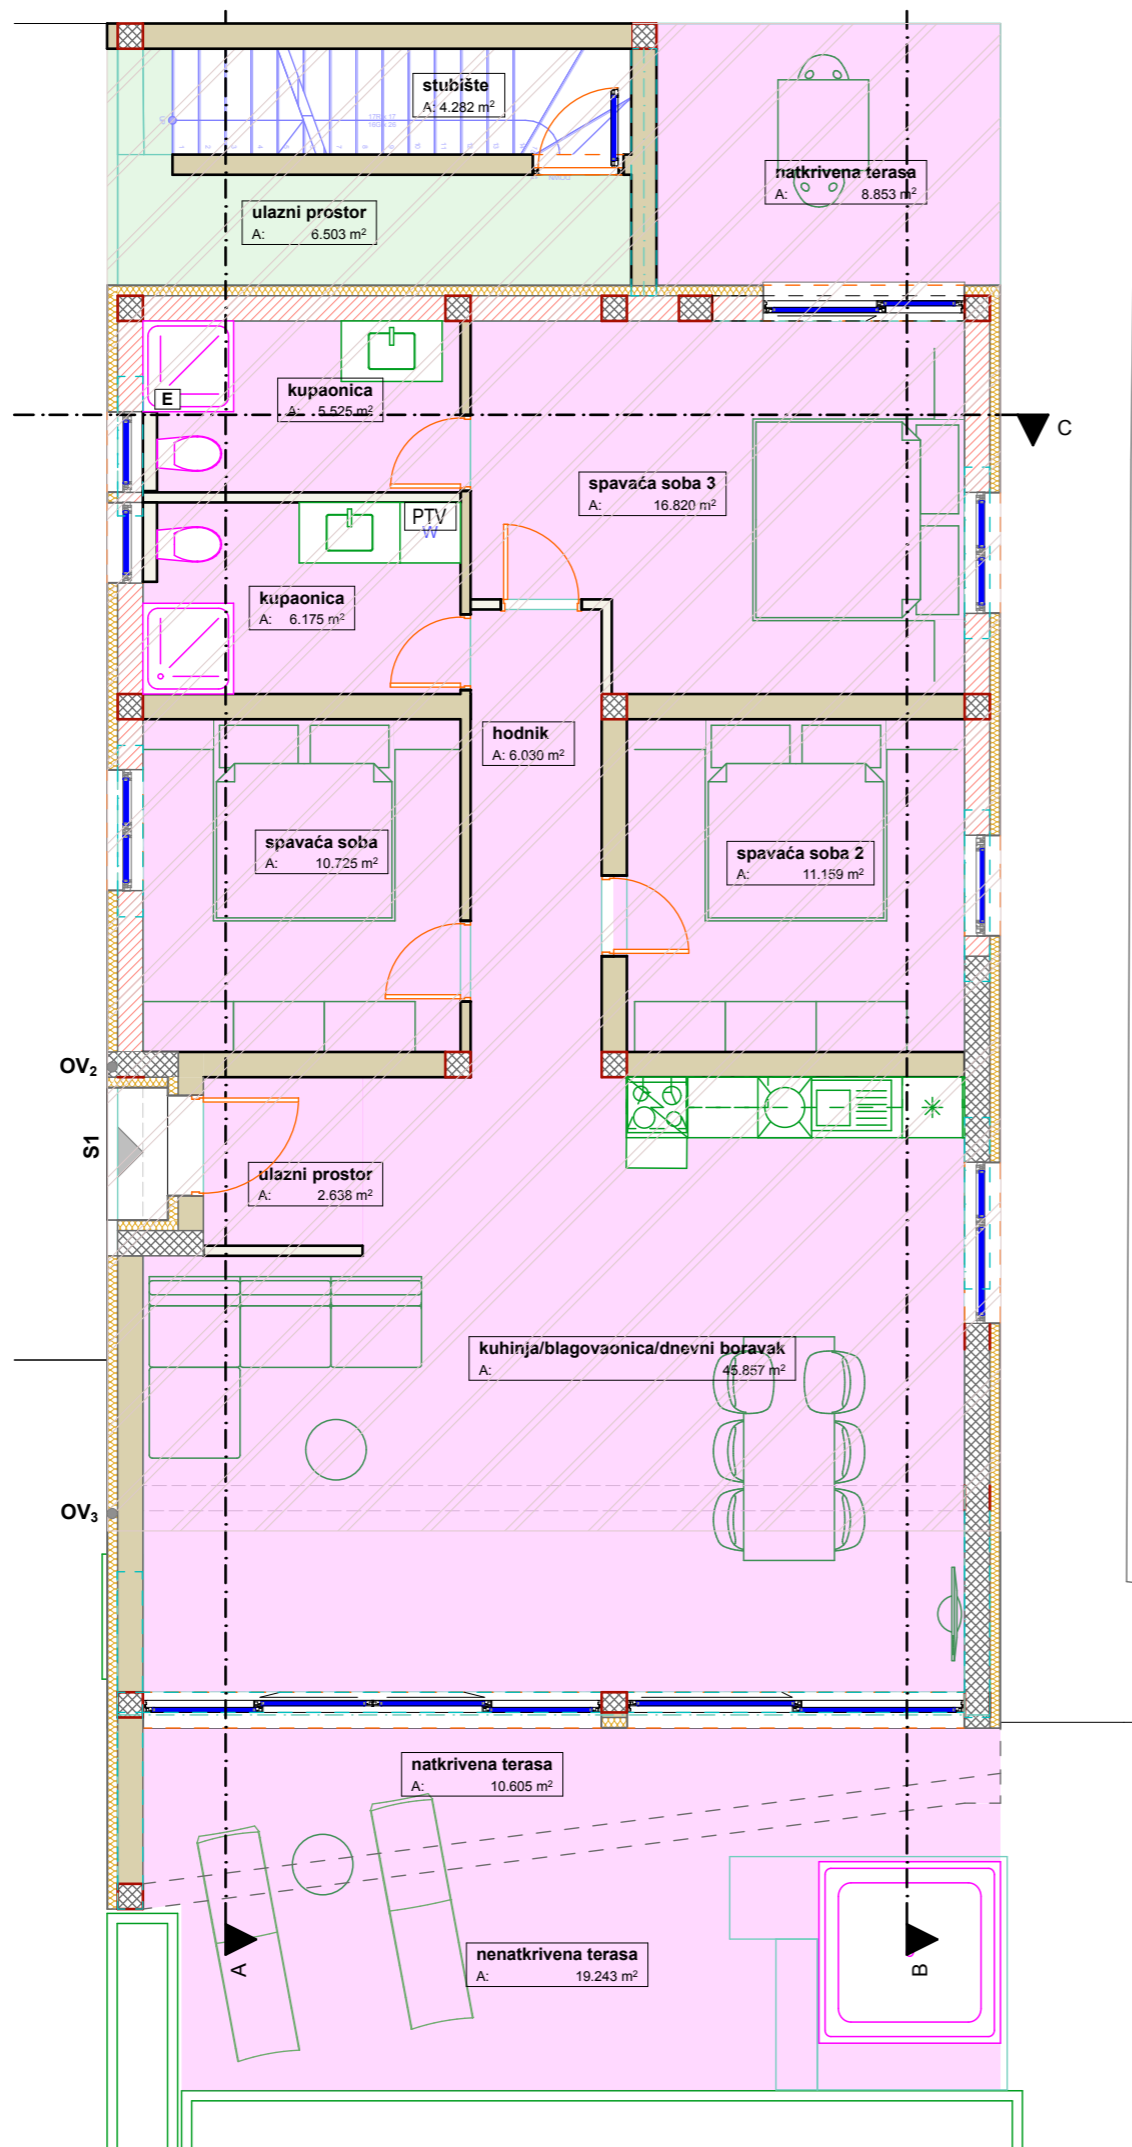 stubište
A: 4.282 m²
natkrivena terasa
A: 8.853 m²
ulazni prostor
A: 6.503 m²
kupaonica
A: 5.525 m²
E
C
spavaća soba 3
A: 16.820 m²
PTV
W
kupaonica
A: 6.175 m²
hodnik
A: 6.030 m²
spavaća soba
A: 10.725 m²
spavaća soba 2
A: 11.159 m²
OV₂
S1
ulazni prostor
A: 2.638 m²
kuhinja/blagovaonica/dnevni boravak
A: 45.857 m²
OV₃
natkrivena terasa
A: 10.605 m²
nenatkrivena terasa
A: 19.243 m²
A
B